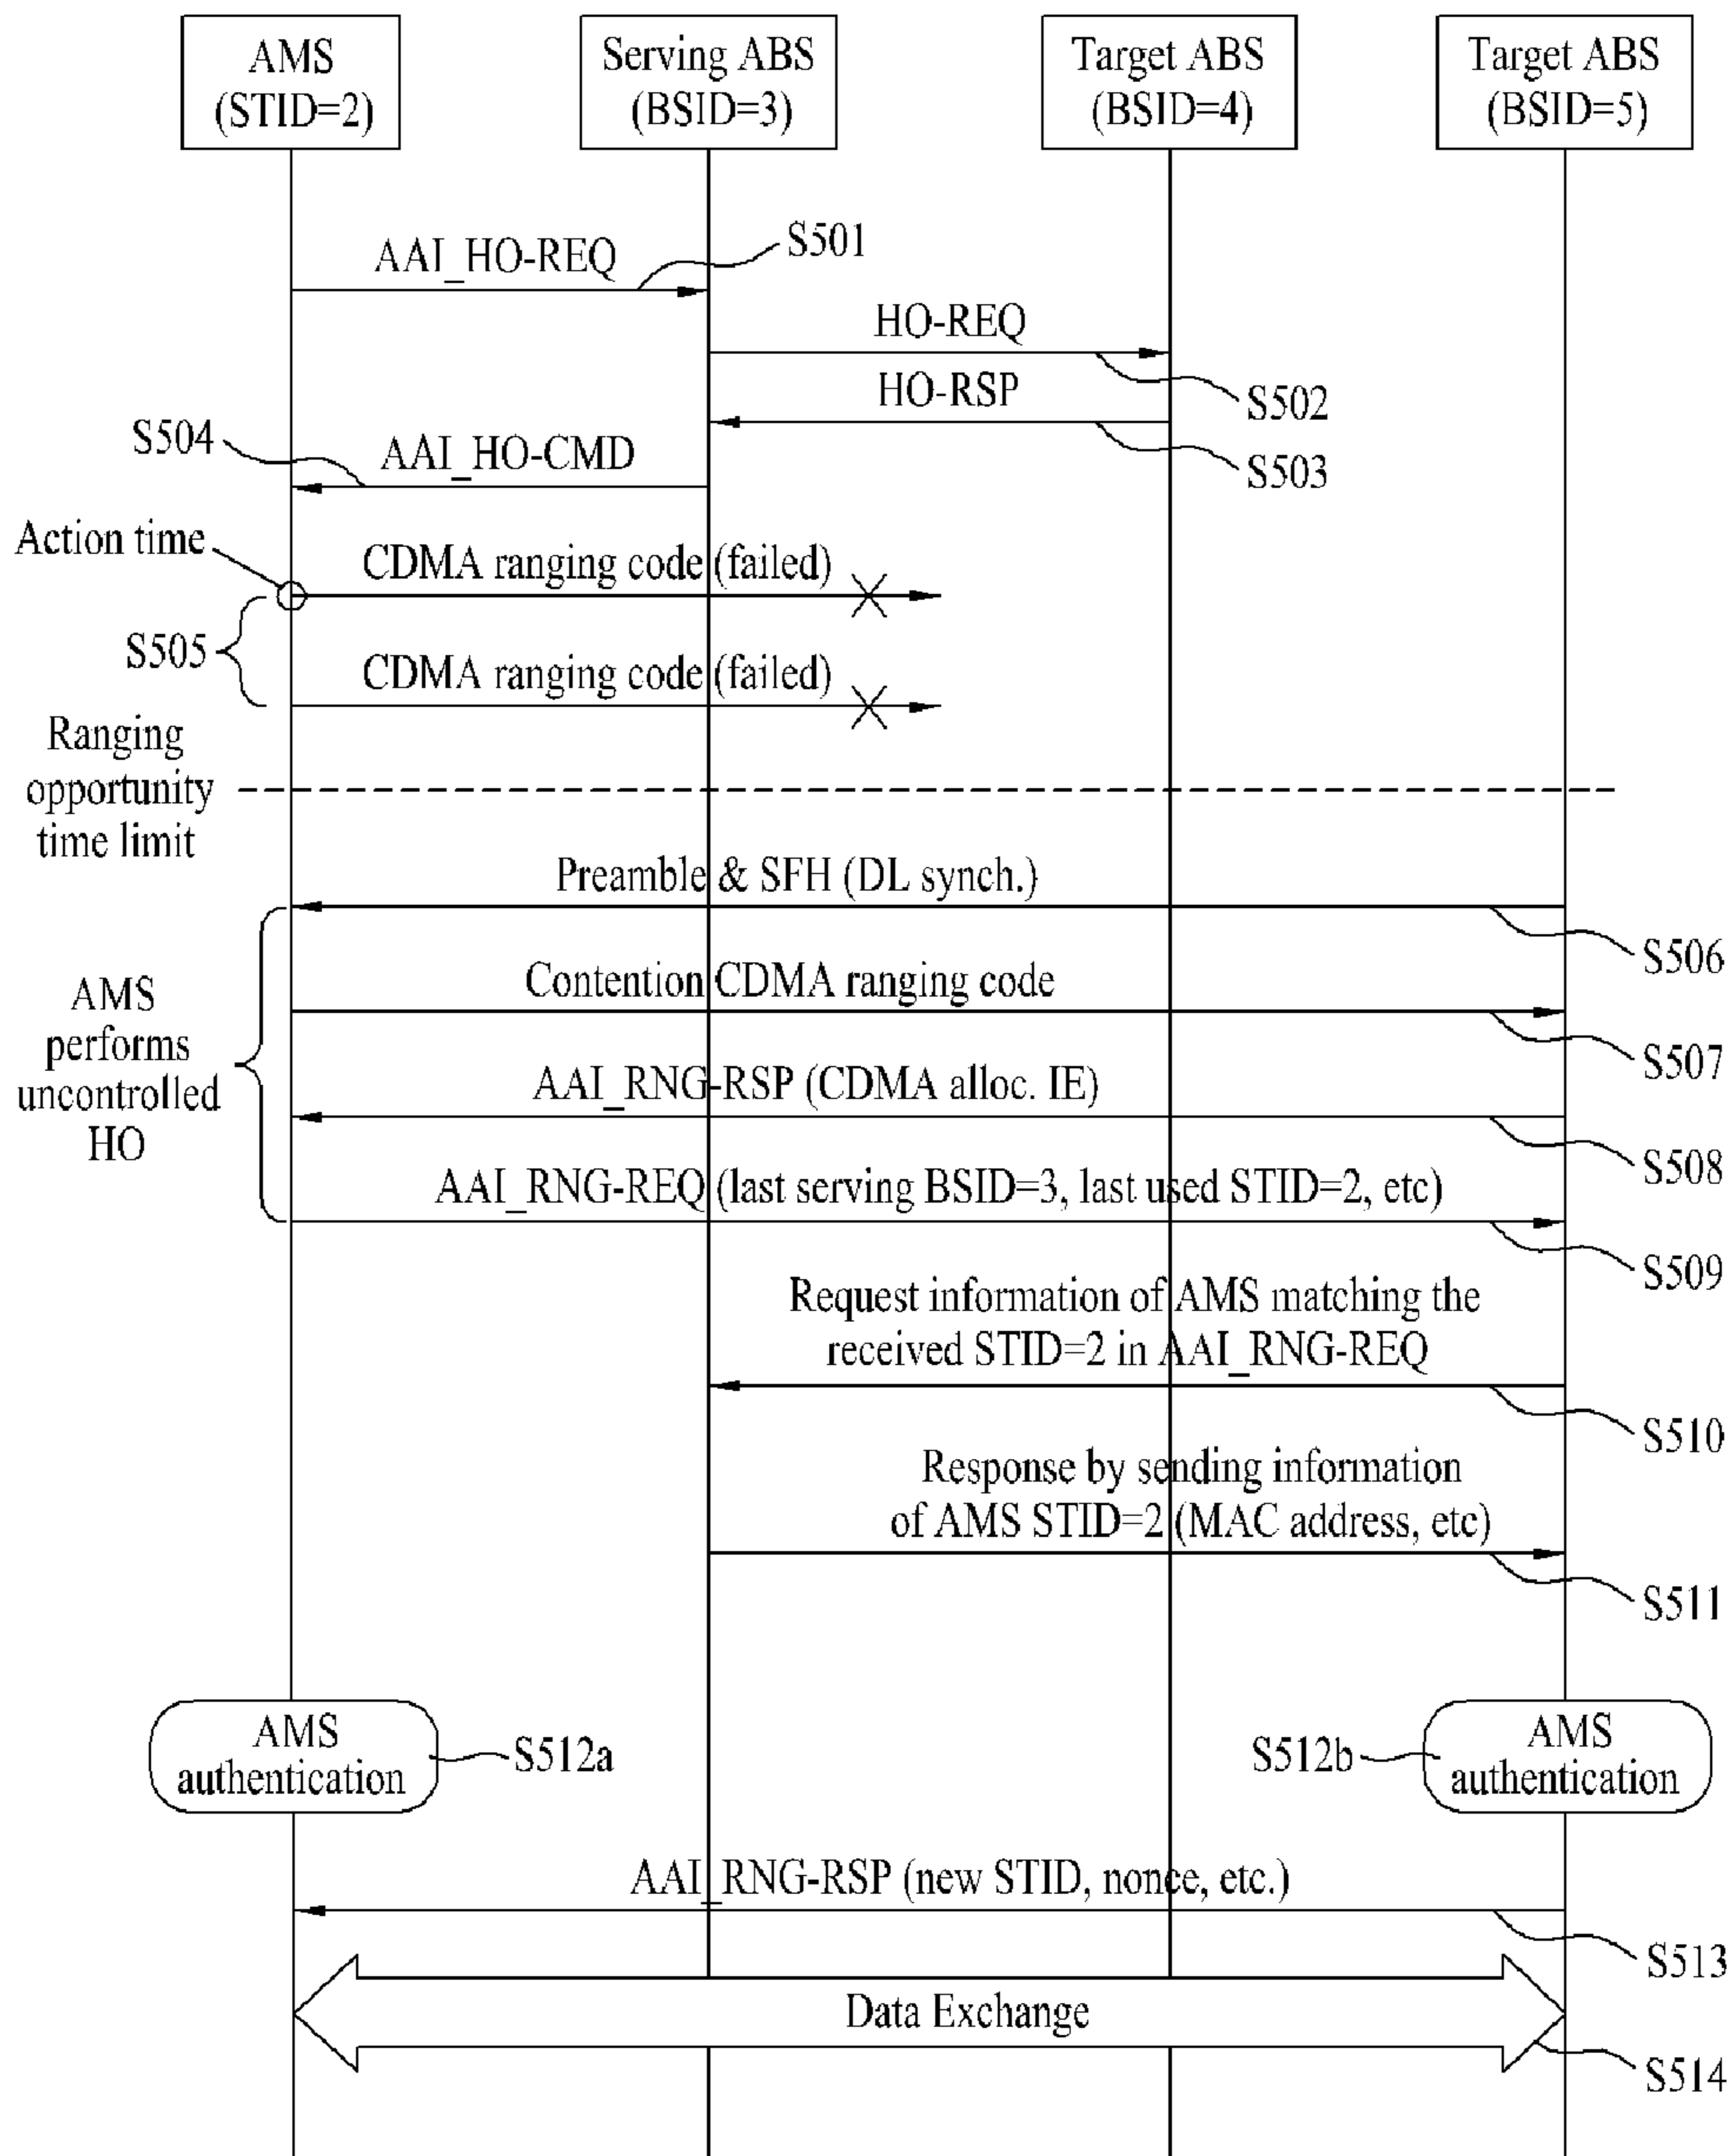 AMS
(STID=2)
Serving ABS
(BSID=3)
Target ABS
(BSID=4)
Target ABS
(BSID=5)
AAI_HO-REQ
S501
HO-REQ
S502
HO-RSP
S503
S504
AAI_HO-CMD
Action time
CDMA ranging code (failed)
S505
CDMA ranging code (failed)
Ranging
opportunity
time limit
Preamble & SFH (DL synch.)
S506
AMS
performs
uncontrolled
HO
Contention CDMA ranging code
S507
AAI_RNG-RSP (CDMA alloc. IE)
S508
AAI_RNG-REQ (last serving BSID=3, last used STID=2, etc)
S509
Request information of AMS matching the
received STID=2 in AAI_RNG-REQ
S510
Response by sending information
of AMS STID=2 (MAC address, etc)
S511
AMS
authentication
S512a
S512b
AMS
authentication
AAI_RNG-RSP (new STID, nonce, etc.)
S513
Data Exchange
S514